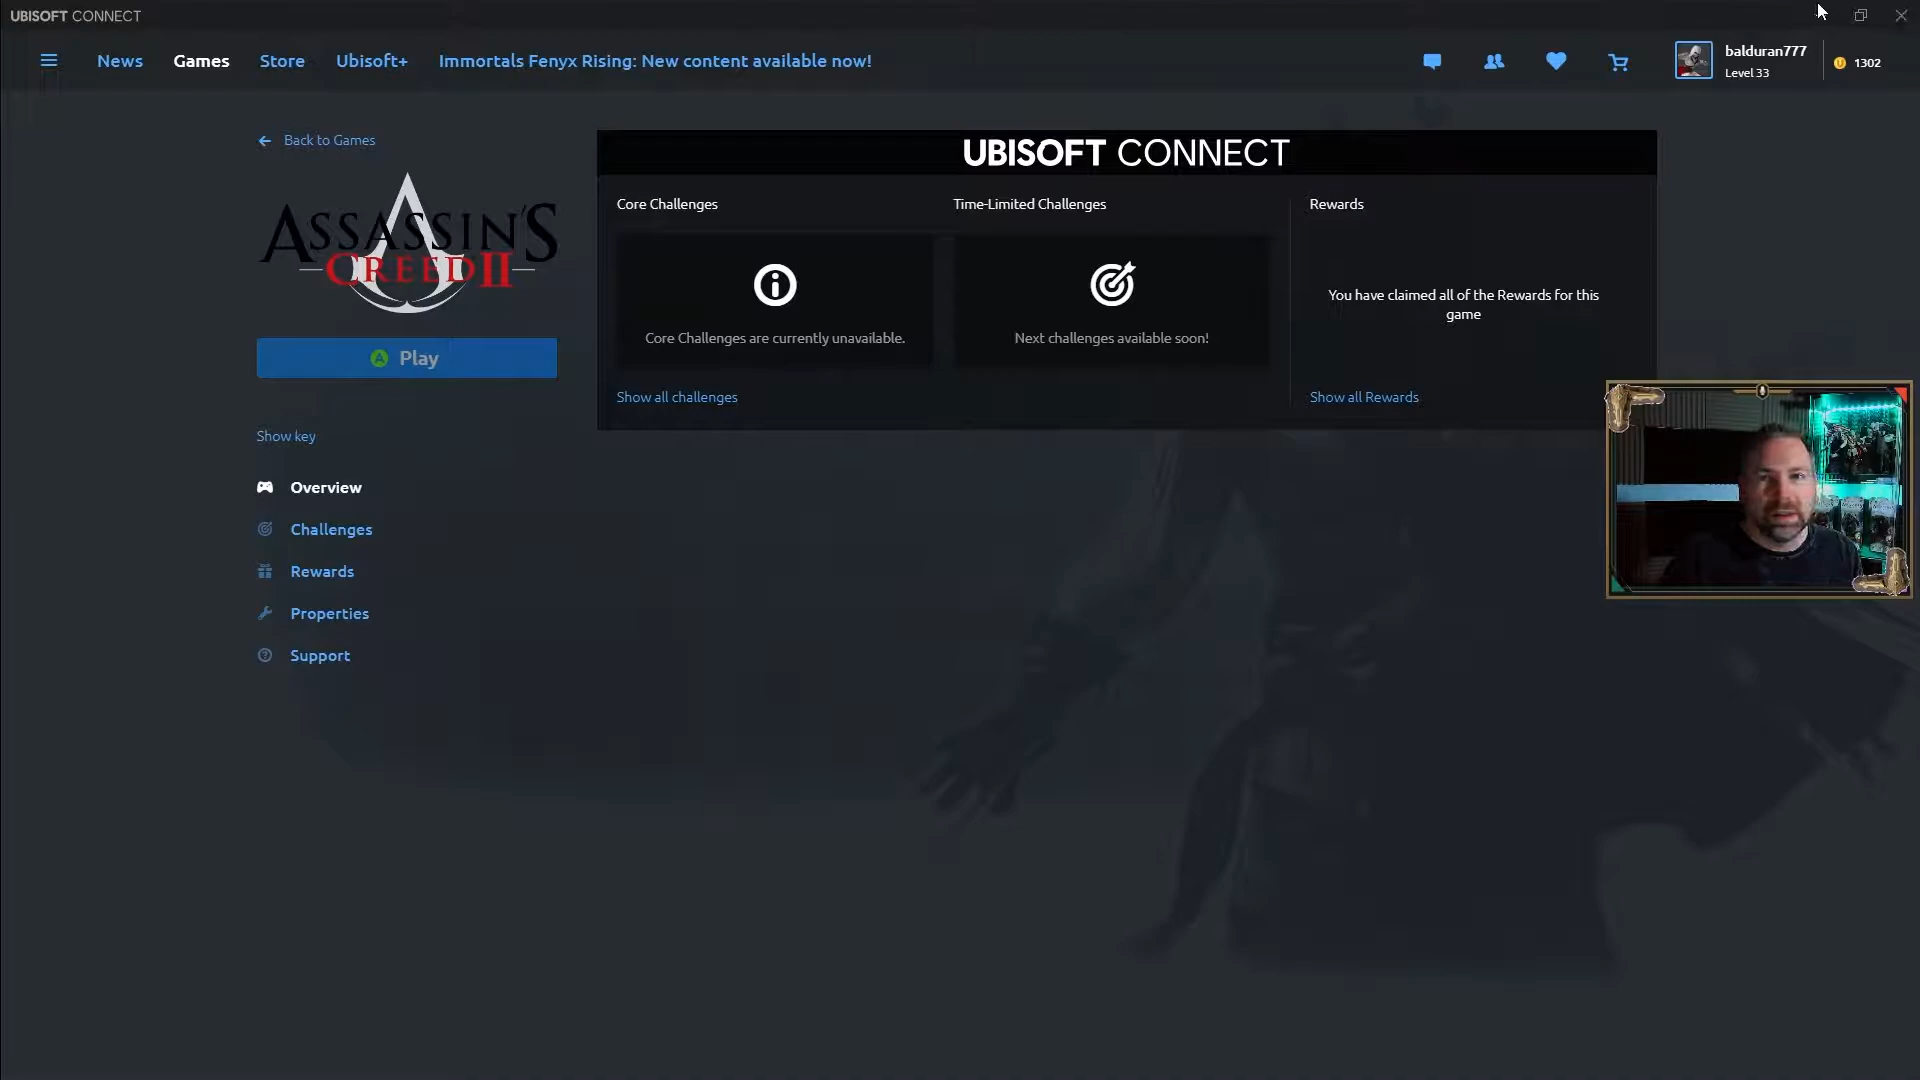 UBISOFT CONNECT
News
Games
Store
Ubisoft+
Immortals Fenyx Rising: New content available now!
balduran777
Level 33
1302
Back to Games
ASSASSIN'S
CREED II
A Play
Show key
Overview
Challenges
Rewards
Properties
Support
UBISOFT CONNECT
Core Challenges
Core Challenges are currently unavailable.
Show all challenges
Time-Limited Challenges
Next challenges available soon!
Rewards
You have claimed all of the Rewards for this
game
Show all Rewards